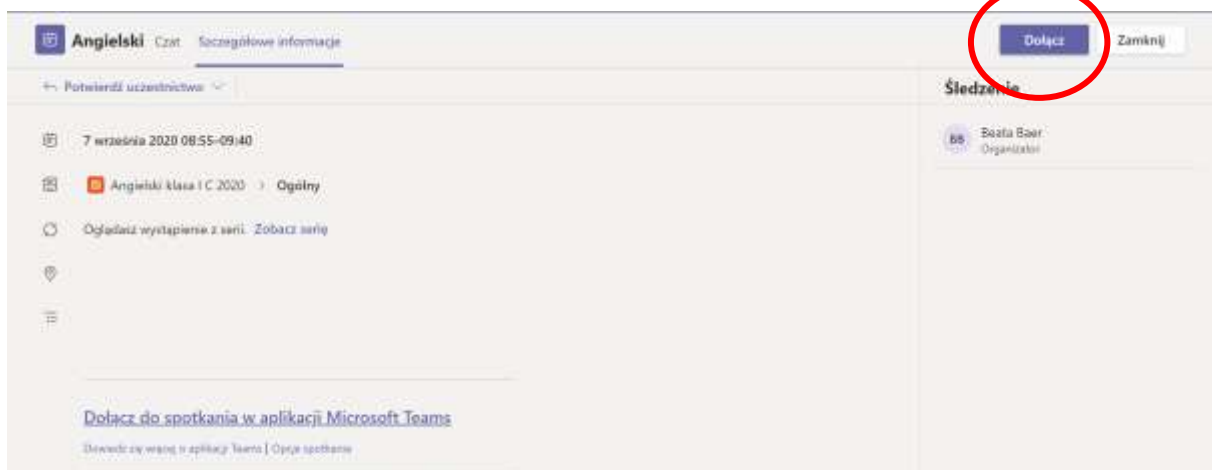 Angielski Czat Szczegółowe informacje
Dołącz
Zamknij
Potwierdź uczestnictwo
Śledzenie
7 września 2020 08:55–09:40
BB
Beata Baer
Organizator
Angielski klasa I C 2020 > Ogólny
Oglądasz wystąpienie z serii. Zobacz serię
Dołącz do spotkania w aplikacji Microsoft Teams
Dowiedz się więcej o aplikacji Teams | Opcje spotkania